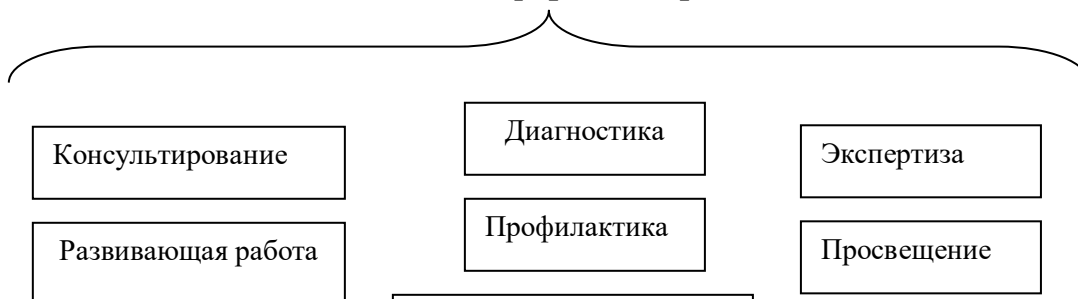 Диагностика
Консультирование
Экспертиза
Профилактика
Развивающая работа
Просвещение